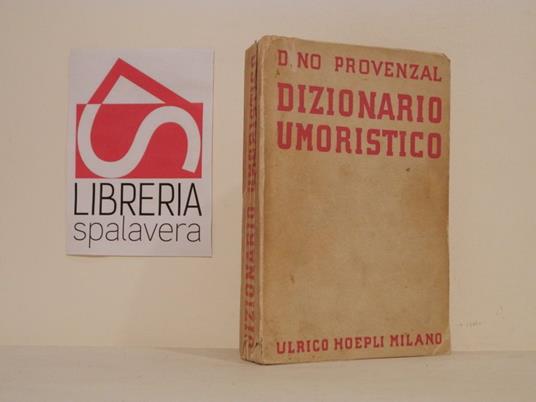 LIBRERIA
spalavera
DIZIONARIO UMORISTICO
D. NO PROVENZAL
DIZIONARIO
UMORISTICO
ULRICO HOEPLI MILANO